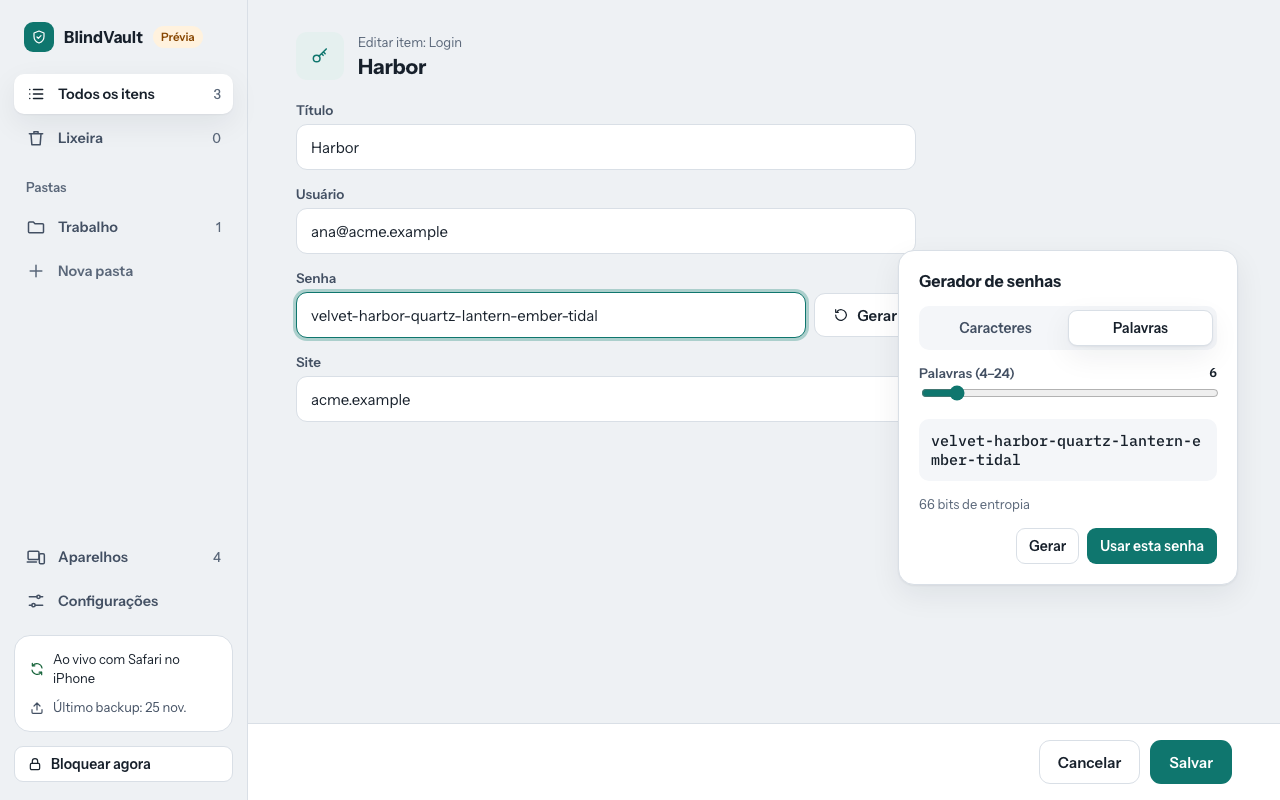 BlindVault Prévia
Todos os itens 3
Lixeira 0
Pastas
Trabalho 1
Nova pasta
Aparelhos 4
Configurações
Ao vivo com Safari no
iPhone
Último backup: 25 nov.
Bloquear agora
Editar item: Login
Harbor
Título
Harbor
Usuário
ana@acme.example
Senha
velvet-harbor-quartz-lantern-ember-tidal
Gerar
Site
acme.example
Gerador de senhas
Caracteres Palavras
Palavras (4–24) 6
velvet-harbor-quartz-lantern-e
mber-tidal
66 bits de entropia
Gerar Usar esta senha
Cancelar Salvar